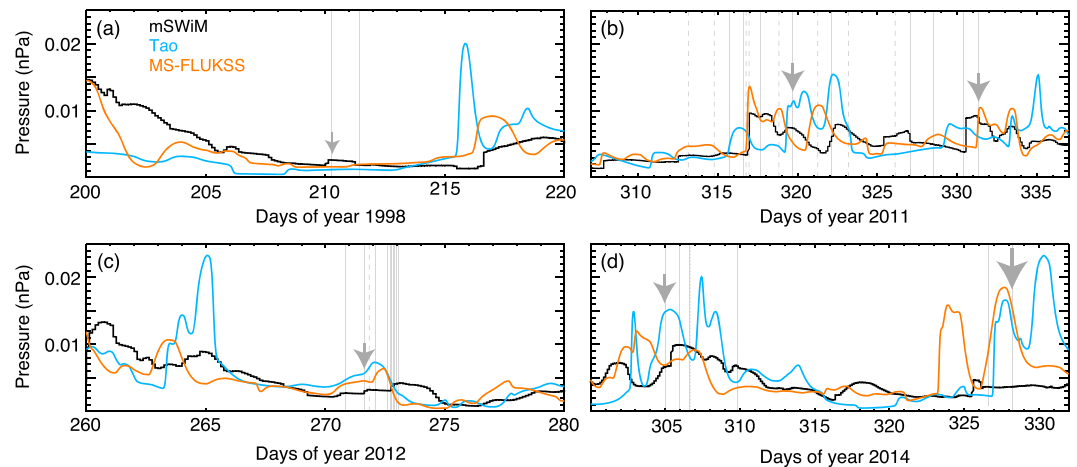 (a)
mSWiM
Tao
MS-FLUKSS
0.02
0.01
Pressure (nPa)
200 205 210 215 220
Days of year 1998
(b)
310 315 320 325 330 335
Days of year 2011
(c)
0.02
0.01
Pressure (nPa)
260 265 270 275 280
Days of year 2012
(d)
305 310 315 320 325 330
Days of year 2014